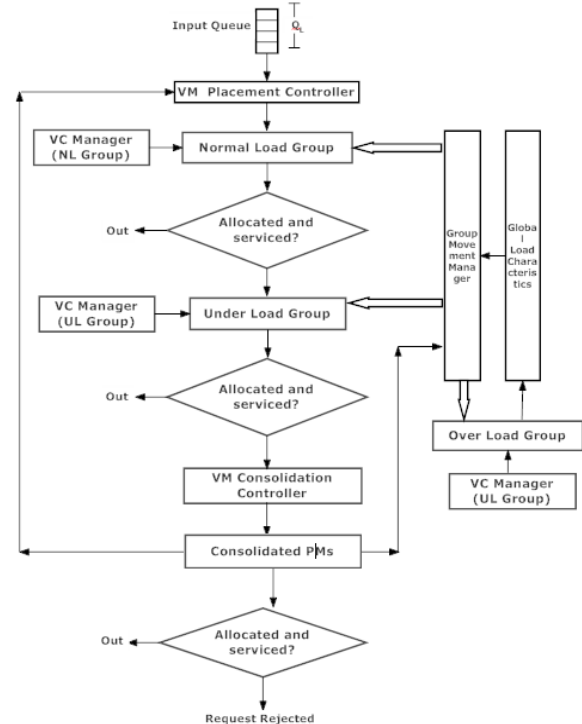 Input Queue
QL
VM Placement Controller
VC Manager
(NL Group)
Normal Load Group
Allocated and
serviced?
Out
VC Manager
(UL Group)
Under Load Group
Allocated and
serviced?
Out
VM Consolidation
Controller
Consolidated PMs
Allocated and
serviced?
Out
Request Rejected
Group
Move
ment
Mana
ger
Globa
l
Load
Chara
cteris
tics
Over Load Group
VC Manager
(UL Group)